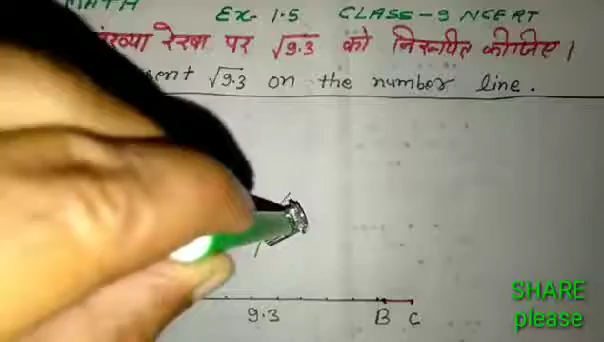 MATH Ex. 1.5 CLASS-9 NCERT
संख्या रेखा पर √9.3 को निरूपित कीजिए।
√9.3 on the number line.
9.3 B C
SHARE
please